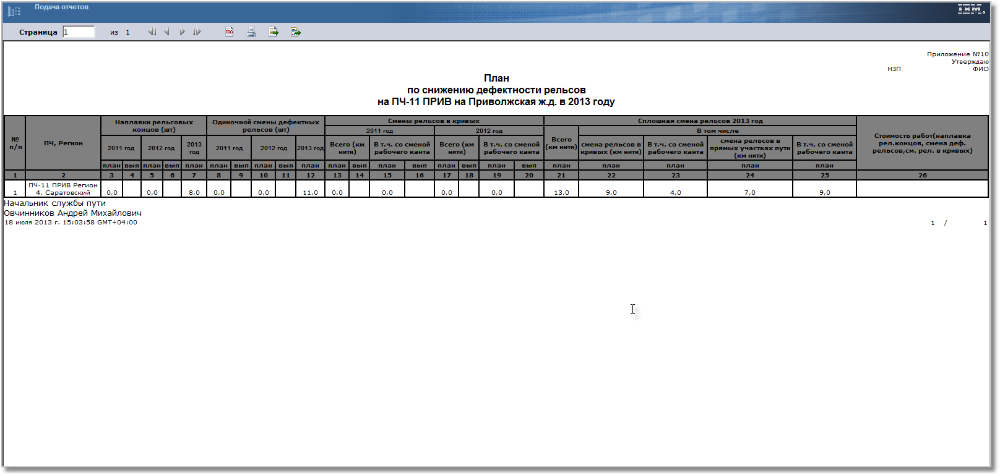 Подача отчетов
IBM.
Страница 1 из 1
TOC
Приложение №10
Утверждаю
НЗП ФИО
План
по снижению дефектности рельсов
на ПЧ-11 ПРИВ на Приволжская ж.д. в 2013 году
№ п/п
ПЧ, Регион
Наплавки рельсовых
концов (шт)
Одиночной смены дефектных
рельсов (шт)
Смены рельсов в кривых
Сплошная смена рельсов 2013 год
Стоимость работ(наплавка
рел.концов, смена деф.
рельсов,см. рел. в кривых)
2011 год 2012 год
Всего
(км нити)
В том числе
2011 год 2012 год 2013
год
2011 год 2012 год 2013 год
Всего (км
нити)
В т.ч. со сменой
рабочего канта
Всего (км
нити)
В т.ч. со сменой
рабочего канта
смена рельсов в
кривых (км нити)
В т.ч. со сменой
рабочего канта
смена рельсов в
прямых участках пути
(км нити)
В т.ч. со сменой
рабочего канта
план вып план вып план план вып план вып план план вып план вып план вып план вып план план план план план
1 2 3 4 5 6 7 8 9 10 11 12 13 14 15 16 17 18 19 20 21 22 23 24 25 26
ПЧ-11 ПРИВ Регион
1 4, Саратовский 0,0 0,0 8,0 0,0 0,0 11,0 0,0 0,0 0,0 0,0 13,0 9,0 4,0 7,0 9,0
Начальник службы пути
Овчинников Андрей Михайлович
18 июля 2013 г. 15:03:58 GMT+04:00
1 / 1